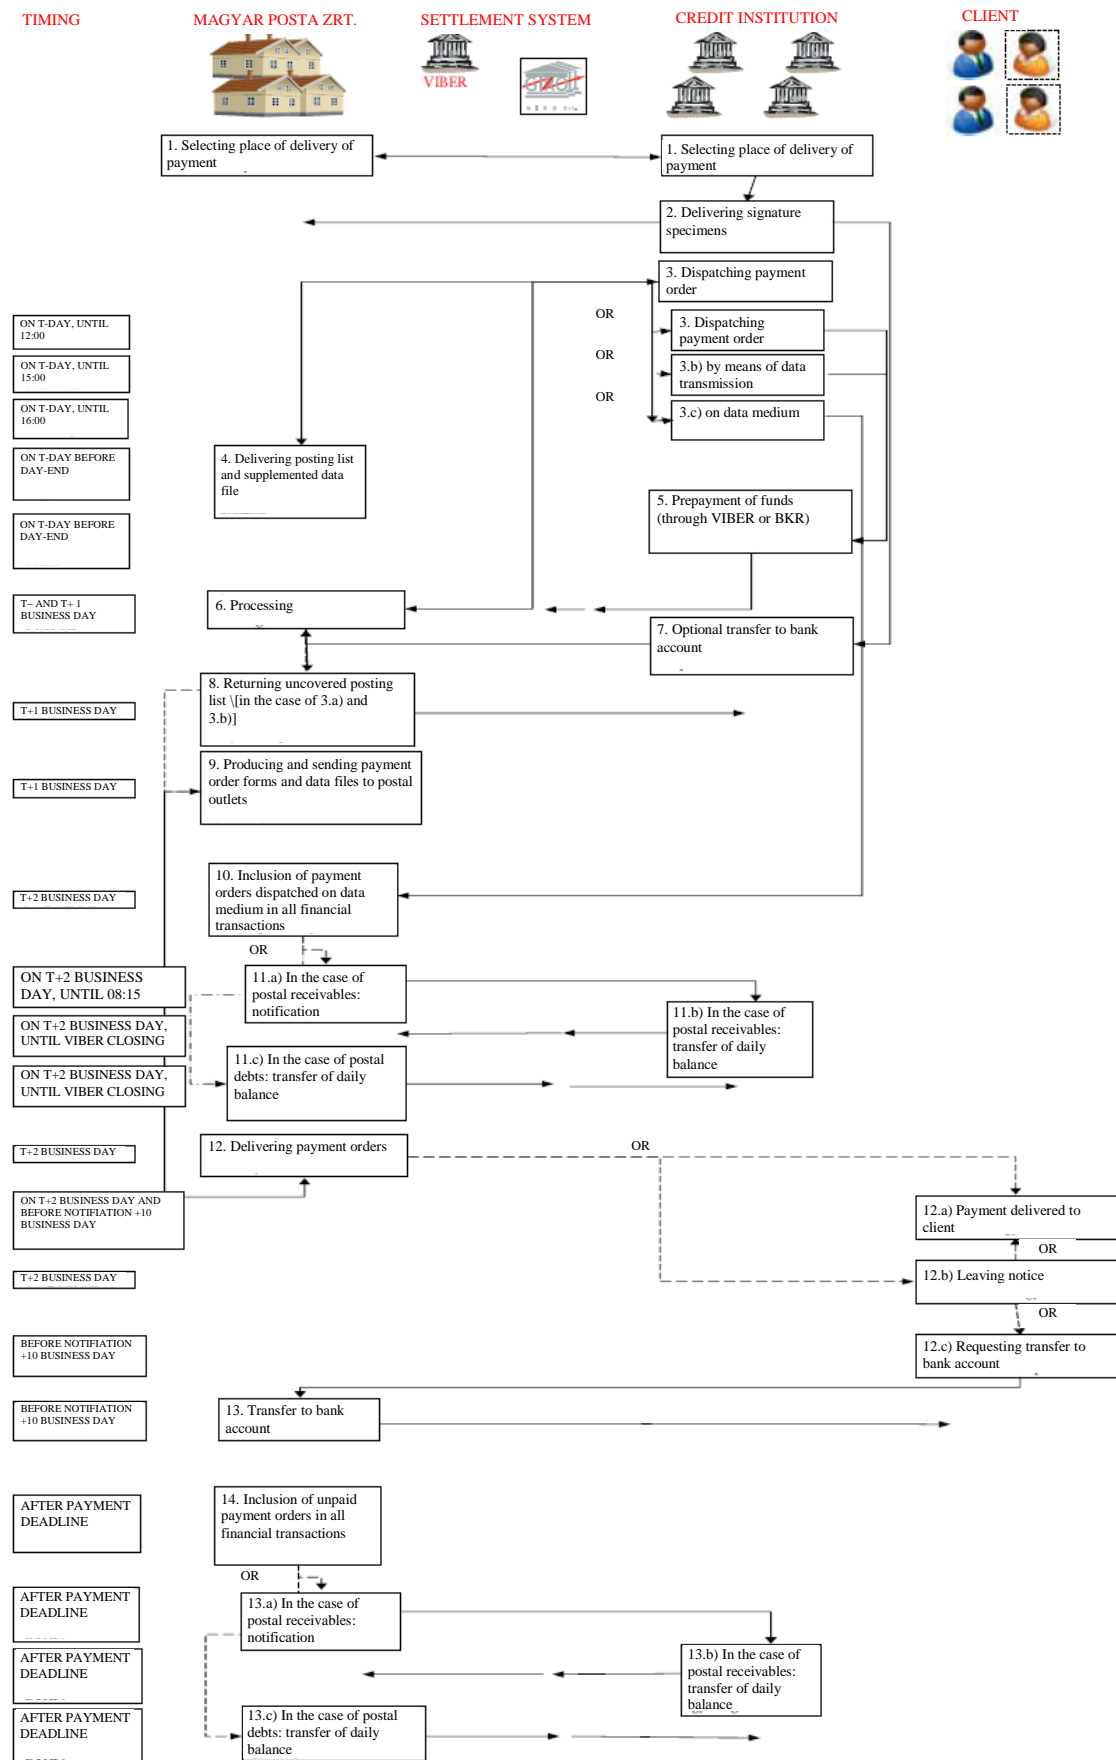 TIMING
MAGYAR POSTA ZRT.
SETTLEMENT SYSTEM
CREDIT INSTITUTION
CLIENT
VIBER
1. Selecting place of delivery of
payment
1. Selecting place of delivery of
payment
2. Delivering signature
specimens
3. Dispatching payment
order
ON T-DAY, UNTIL
12:00
OR
3. Dispatching
payment order
ON T-DAY, UNTIL
15:00
OR
3.b) by means of data
transmission
ON T-DAY, UNTIL
16:00
OR
3.c) on data medium
ON T-DAY BEFORE
DAY-END
4. Delivering posting list
and supplemented data
file
ON T-DAY BEFORE
DAY-END
5. Prepayment of funds
(through VIBER or BKR)
T– AND T+ 1
BUSINESS DAY
6. Processing
7. Optional transfer to bank
account
T+1 BUSINESS DAY
8. Returning uncovered posting
list \[in the case of 3.a) and
3.b)]
T+1 BUSINESS DAY
9. Producing and sending payment
order forms and data files to postal
outlets
T+2 BUSINESS DAY
10. Inclusion of payment
orders dispatched on data
medium in all financial
transactions
OR
ON T+2 BUSINESS
DAY, UNTIL 08:15
11.a) In the case of
postal receivables:
notification
ON T+2 BUSINESS DAY,
UNTIL VIBER CLOSING
11.b) In the case of
postal receivables:
transfer of daily
balance
ON T+2 BUSINESS DAY,
UNTIL VIBER CLOSING
11.c) In the case of postal
debts: transfer of daily
balance
T+2 BUSINESS DAY
12. Delivering payment orders
OR
ON T+2 BUSINESS DAY AND
BEFORE NOTIFICATION +10
BUSINESS DAY
12.a) Payment delivered to
client
OR
T+2 BUSINESS DAY
12.b) Leaving notice
OR
BEFORE NOTIFIATION
+10 BUSINESS DAY
12.c) Requesting transfer to
bank account
BEFORE NOTIFICATION
+10 BUSINESS DAY
13. Transfer to bank
account
AFTER PAYMENT
DEADLINE
14. Inclusion of unpaid
payment orders in all
financial transactions
OR
AFTER PAYMENT
DEADLINE
13.a) In the case of
postal receivables:
notification
AFTER PAYMENT
DEADLINE
13.b) In the case of
postal receivables:
transfer of daily
balance
AFTER PAYMENT
DEADLINE
13.c) In the case of postal
debts: transfer of daily
balance